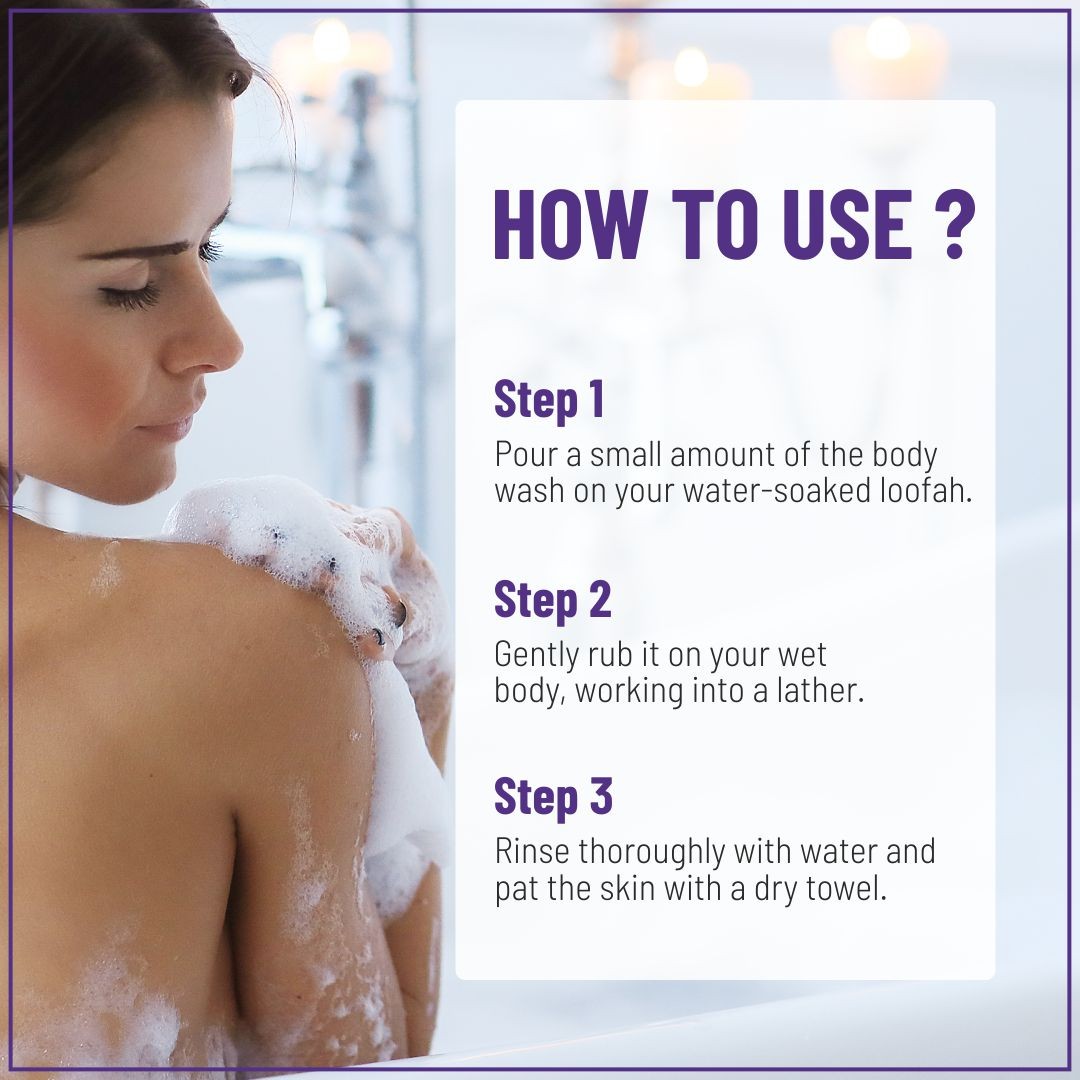 HOW TO USE ?
Step 1
Pour a small amount of the body
wash on your water-soaked loofah.
Step 2
Gently rub it on your wet
body, working into a lather.
Step 3
Rinse thoroughly with water and
pat the skin with a dry towel.